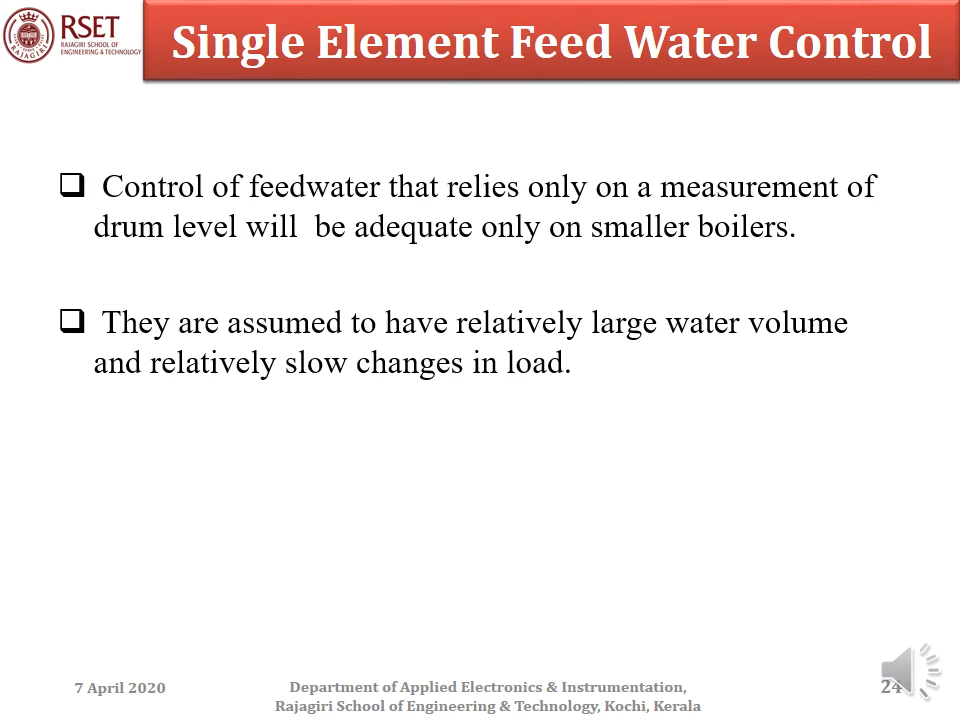 RSET
RAJAGIRI SCHOOL OF
ENGINEERING & TECHNOLOGY
RAJAGIRI
Single Element Feed Water Control
❑ Control of feedwater that relies only on a measurement of
drum level will be adequate only on smaller boilers.
❑ They are assumed to have relatively large water volume
and relatively slow changes in load.
7 April 2020
Department of Applied Electronics & Instrumentation,
Rajagiri School of Engineering & Technology, Kochi, Kerala
24